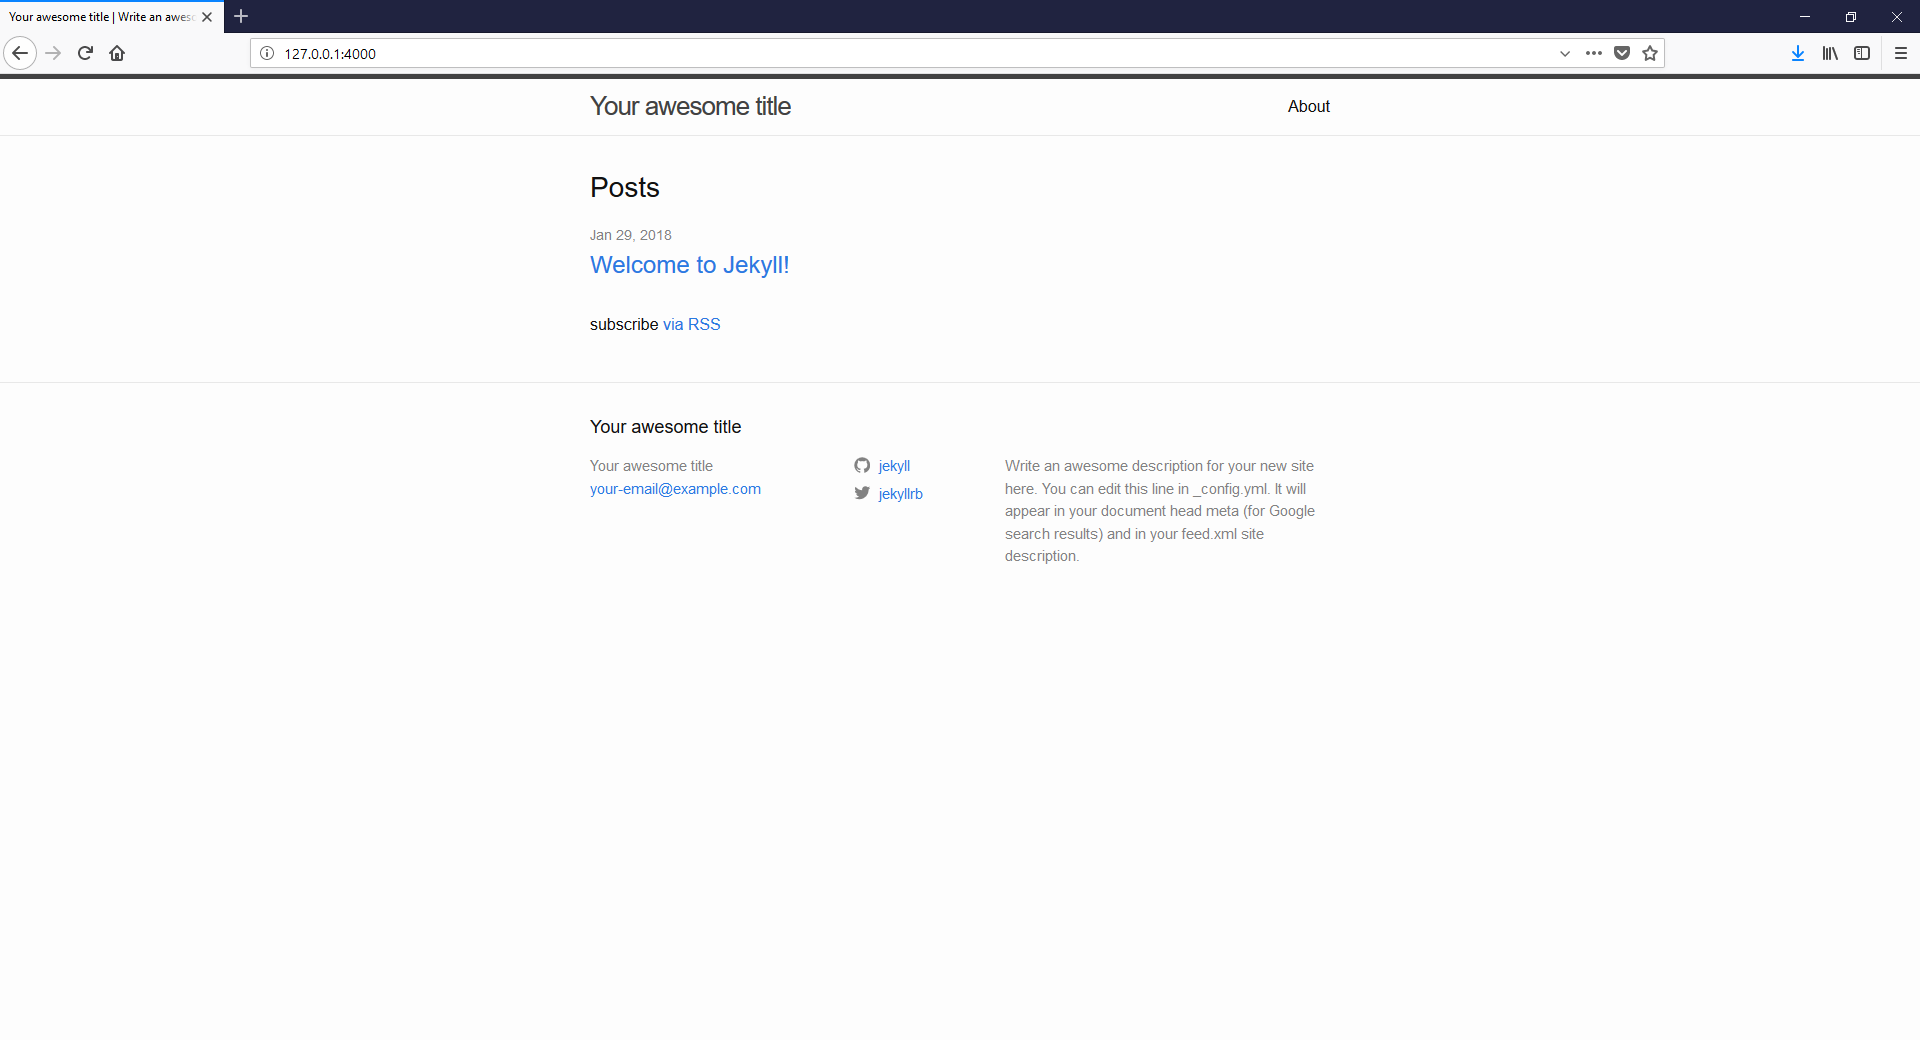 Your awesome title | Write an awes
127.0.0.1:4000
Your awesome title
About
Posts
Jan 29, 2018
Welcome to Jekyll!
subscribe via RSS
Your awesome title
Your awesome title
your-email@example.com
jekyll
jekyllrb
Write an awesome description for your new site
here. You can edit this line in _config.yml. It will
appear in your document head meta (for Google
search results) and in your feed.xml site
description.